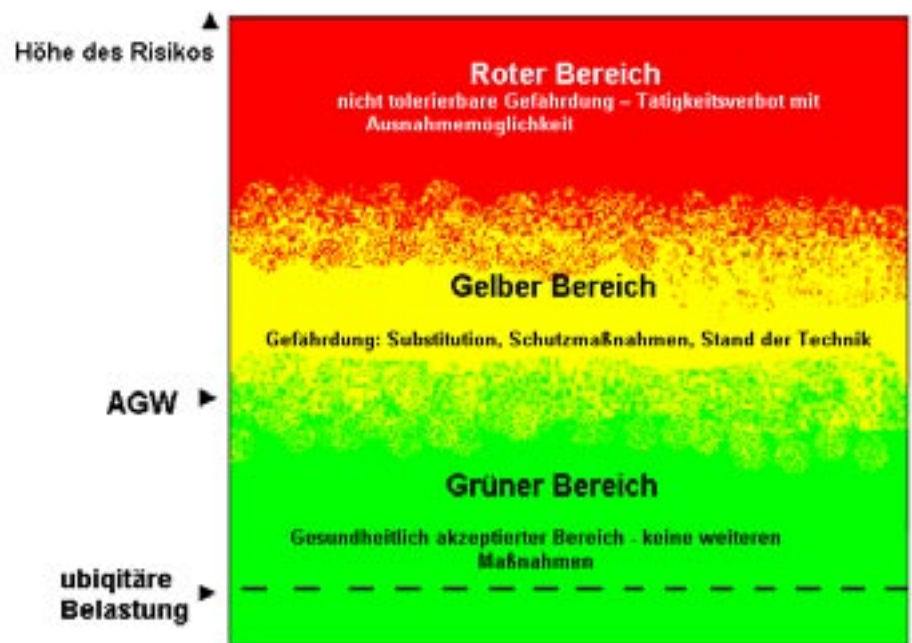 Höhe des Risikos
Roter Bereich
nicht tolerierbare Gefährdung – Tätigkeitsverbot mit
Ausnahmemöglichkeit
Gelber Bereich
Gefährdung: Substitution, Schutzmaßnahmen, Stand der Technik
AGW
Grüner Bereich
Gesundheitlich akzeptierter Bereich - keine weiteren
Maßnahmen
ubiqitäre
Belastung